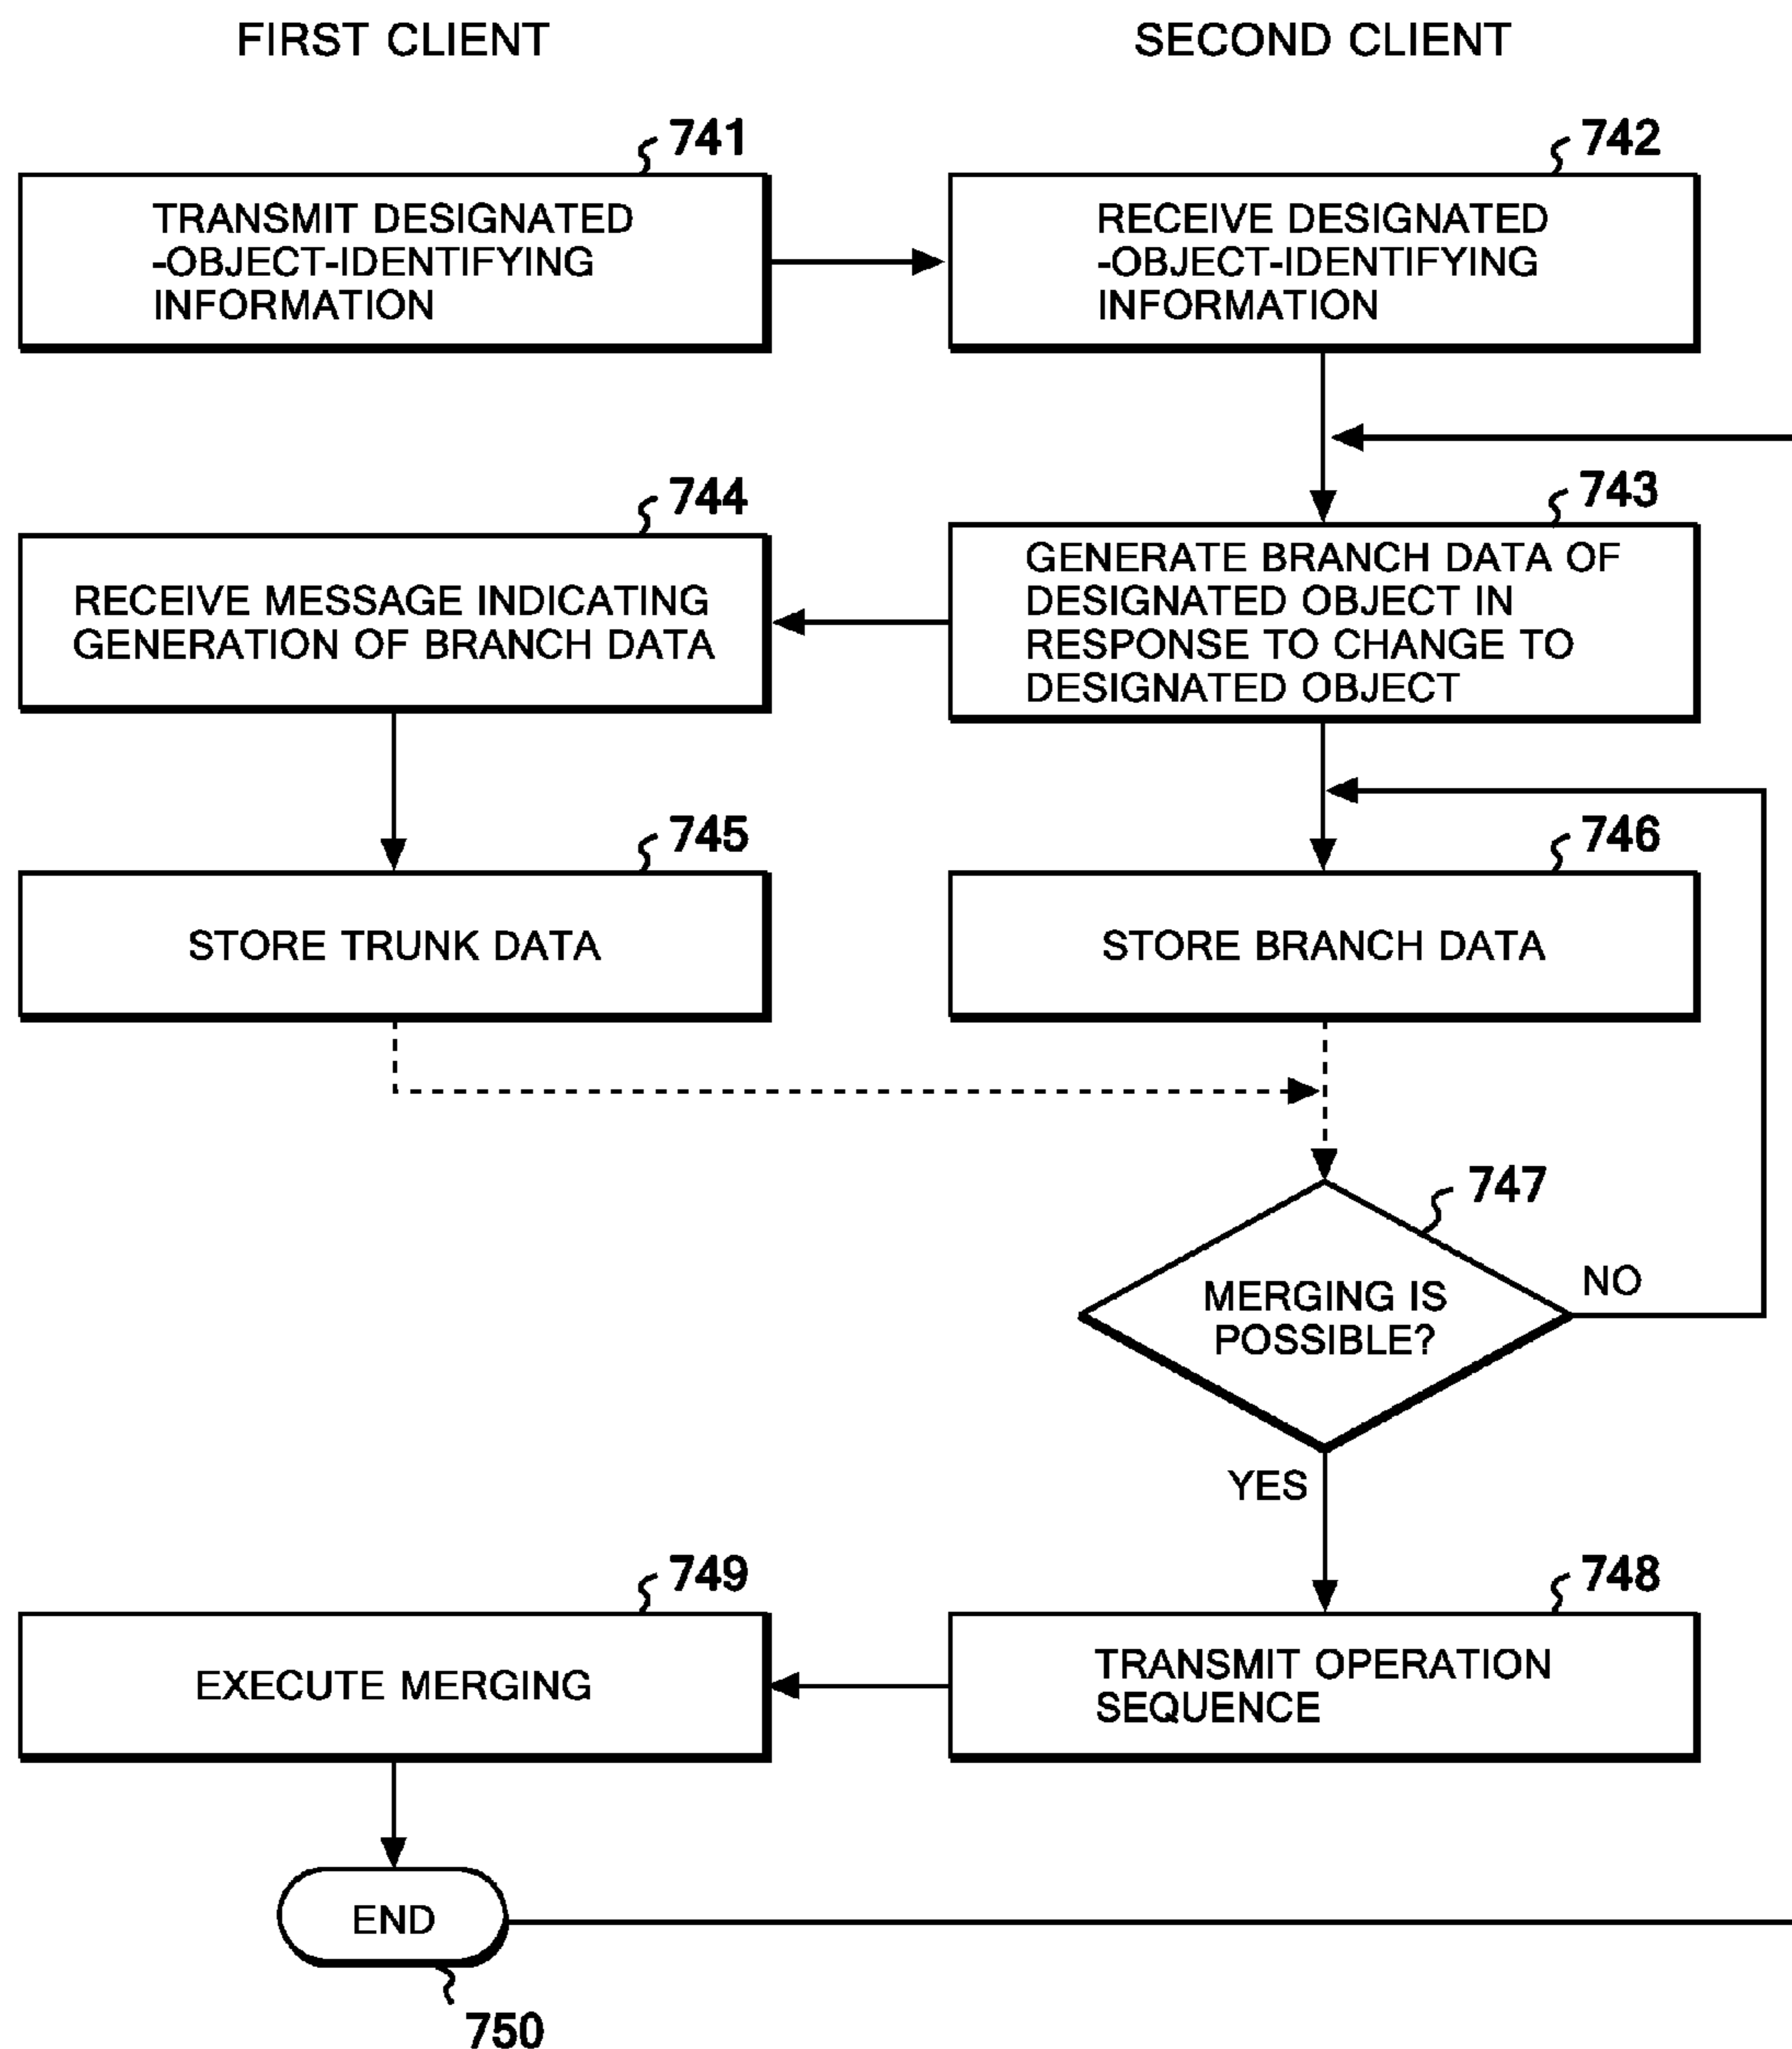 FIRST CLIENT
SECOND CLIENT
741
742
TRANSMIT DESIGNATED
-OBJECT-IDENTIFYING
INFORMATION
RECEIVE DESIGNATED
-OBJECT-IDENTIFYING
INFORMATION
744
743
RECEIVE MESSAGE INDICATING
GENERATION OF BRANCH DATA
GENERATE BRANCH DATA OF
DESIGNATED OBJECT IN
RESPONSE TO CHANGE TO
DESIGNATED OBJECT
745
746
STORE TRUNK DATA
STORE BRANCH DATA
747
MERGING IS
POSSIBLE?
NO
YES
749
748
EXECUTE MERGING
TRANSMIT OPERATION
SEQUENCE
END
750